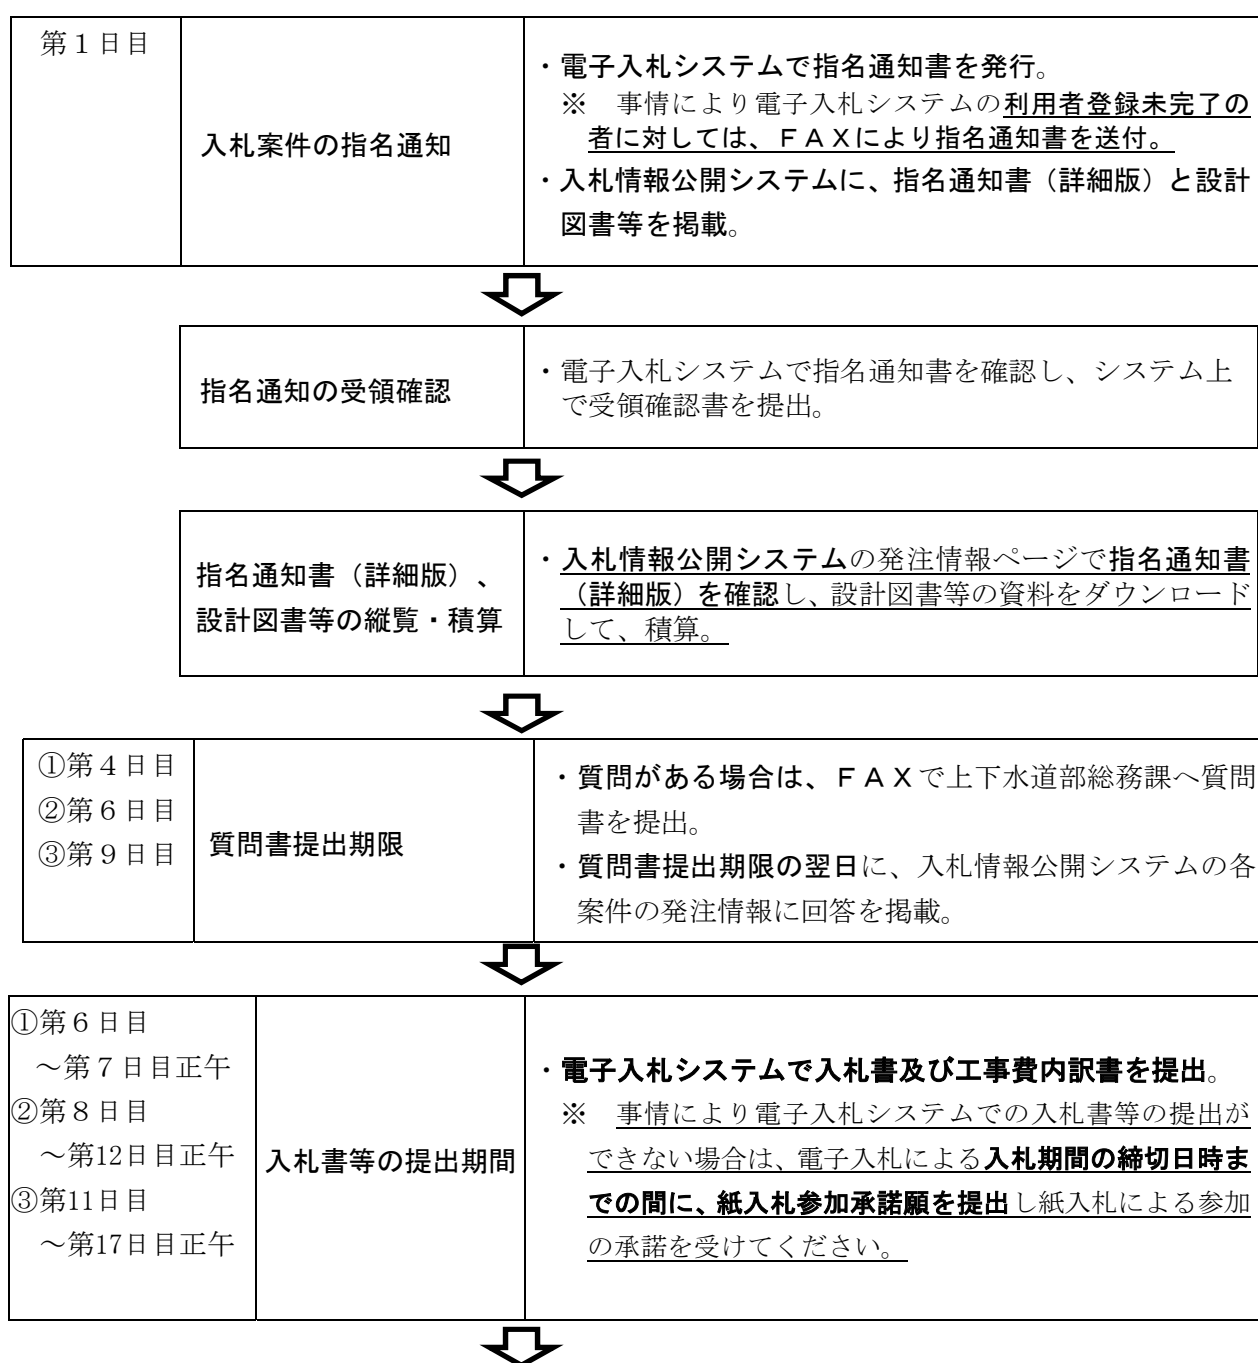 第１日目
入札案件の指名通知
・電子入札システムで指名通知書を発行。
※　事情により電子入札システムの利用者登録未完了の
者に対しては、ＦＡＸにより指名通知書を送付。
・入札情報公開システムに、指名通知書（詳細版）と設計
図書等を掲載。
指名通知の受領確認
・電子入札システムで指名通知書を確認し、システム上
で受領確認書を提出。
指名通知書（詳細版）、
設計図書等の縦覧・積算
・入札情報公開システムの発注情報ページで指名通知書
（詳細版）を確認し、設計図書等の資料をダウンロード
して、積算。
①第４日目
②第６日目
③第９日目
質問書提出期限
・質問がある場合は、ＦＡＸで上下水道部総務課へ質問
書を提出。
・質問書提出期限の翌日に、入札情報公開システムの各
案件の発注情報に回答を掲載。
①第６日目
～第７日目正午
②第８日目
～第12日目正午
③第11日目
～第17日目正午
入札書等の提出期間
・電子入札システムで入札書及び工事費内訳書を提出。
※　事情により電子入札システムでの入札書等の提出が
できない場合は、電子入札による入札期間の締切日時ま
での間に、紙入札参加承諾願を提出し紙入札による参加
の承諾を受けてください。